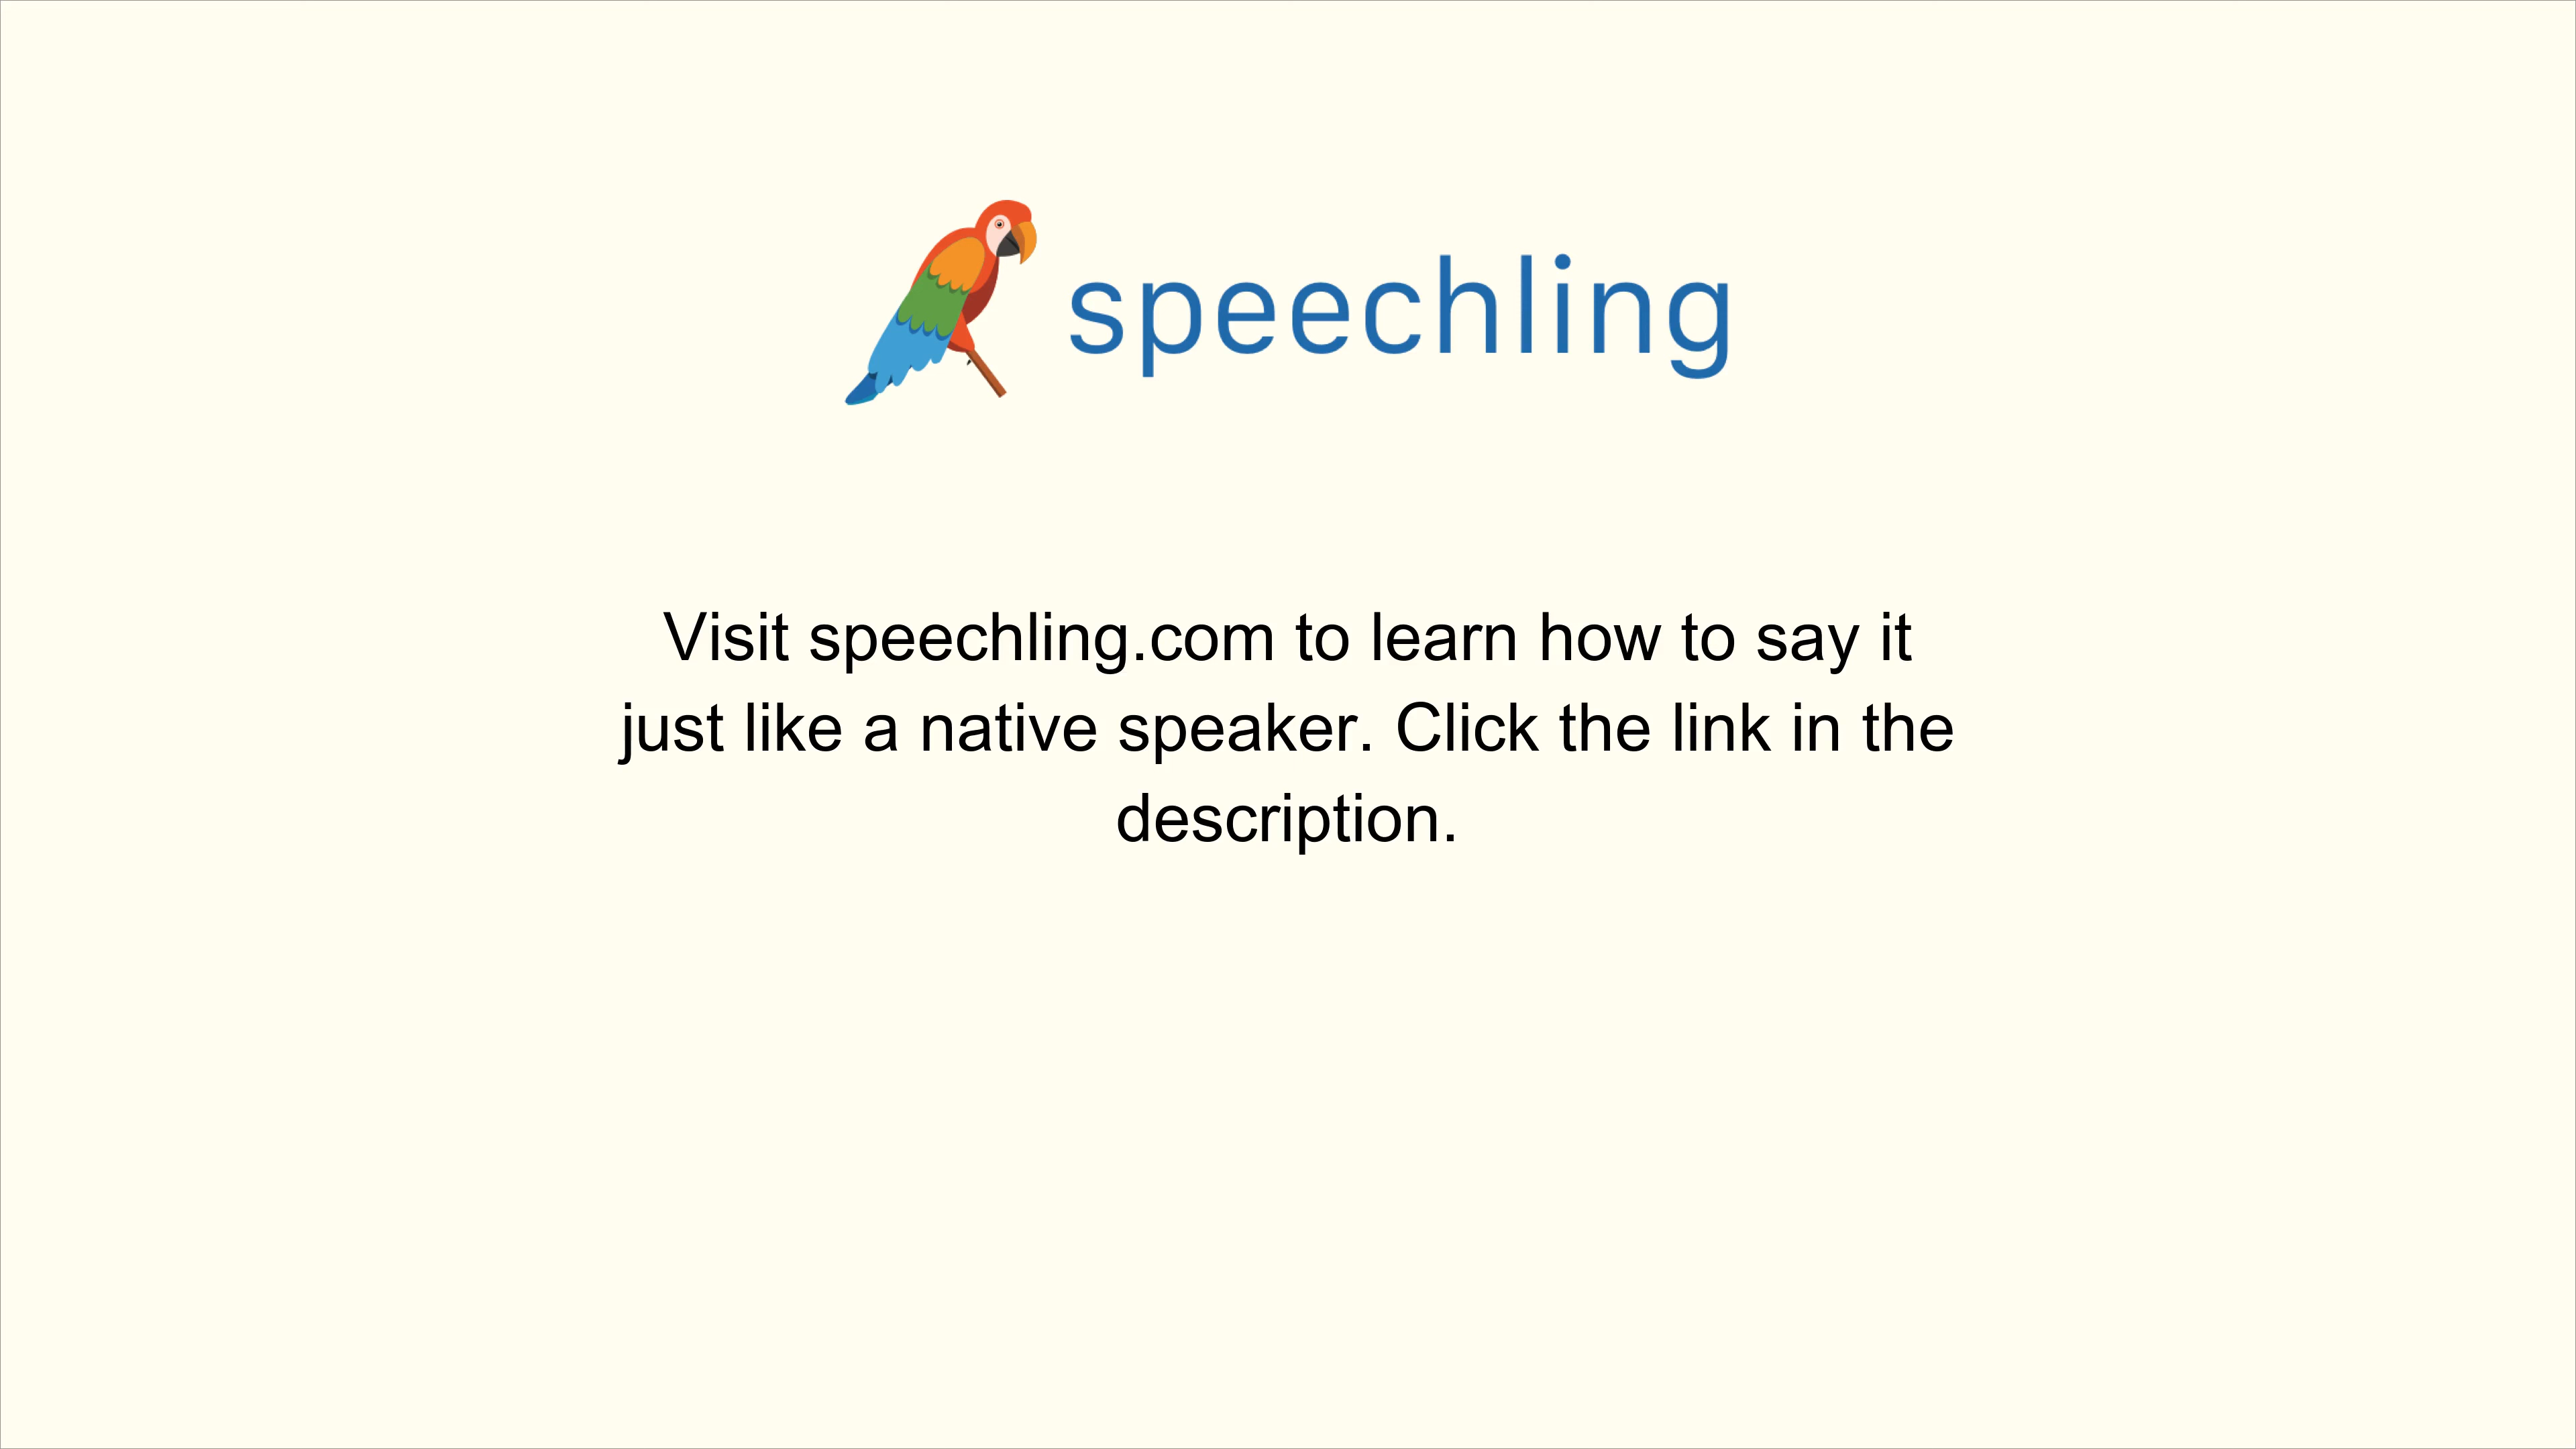 speechling
Visit speechling.com to learn how to say it
just like a native speaker. Click the link in the
description.